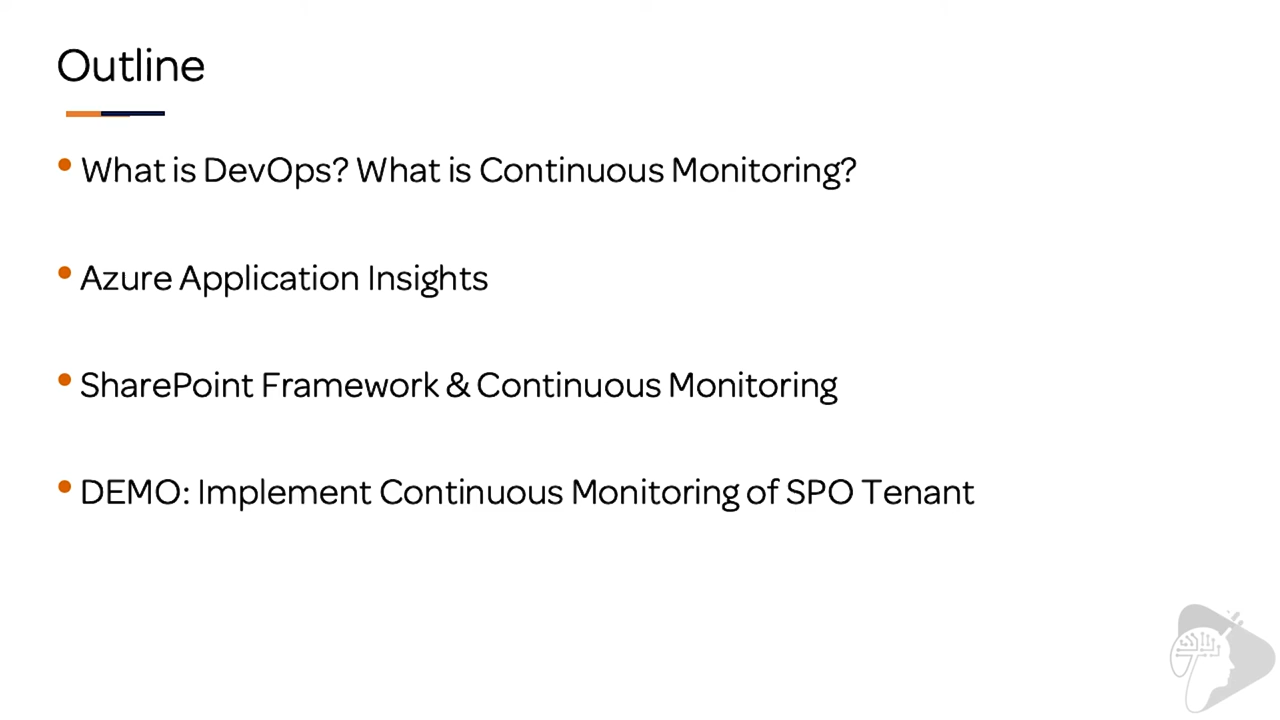 Outline
• What is DevOps? What is Continuous Monitoring?
• Azure Application Insights
• SharePoint Framework & Continuous Monitoring
• DEMO: Implement Continuous Monitoring of SPO Tenant